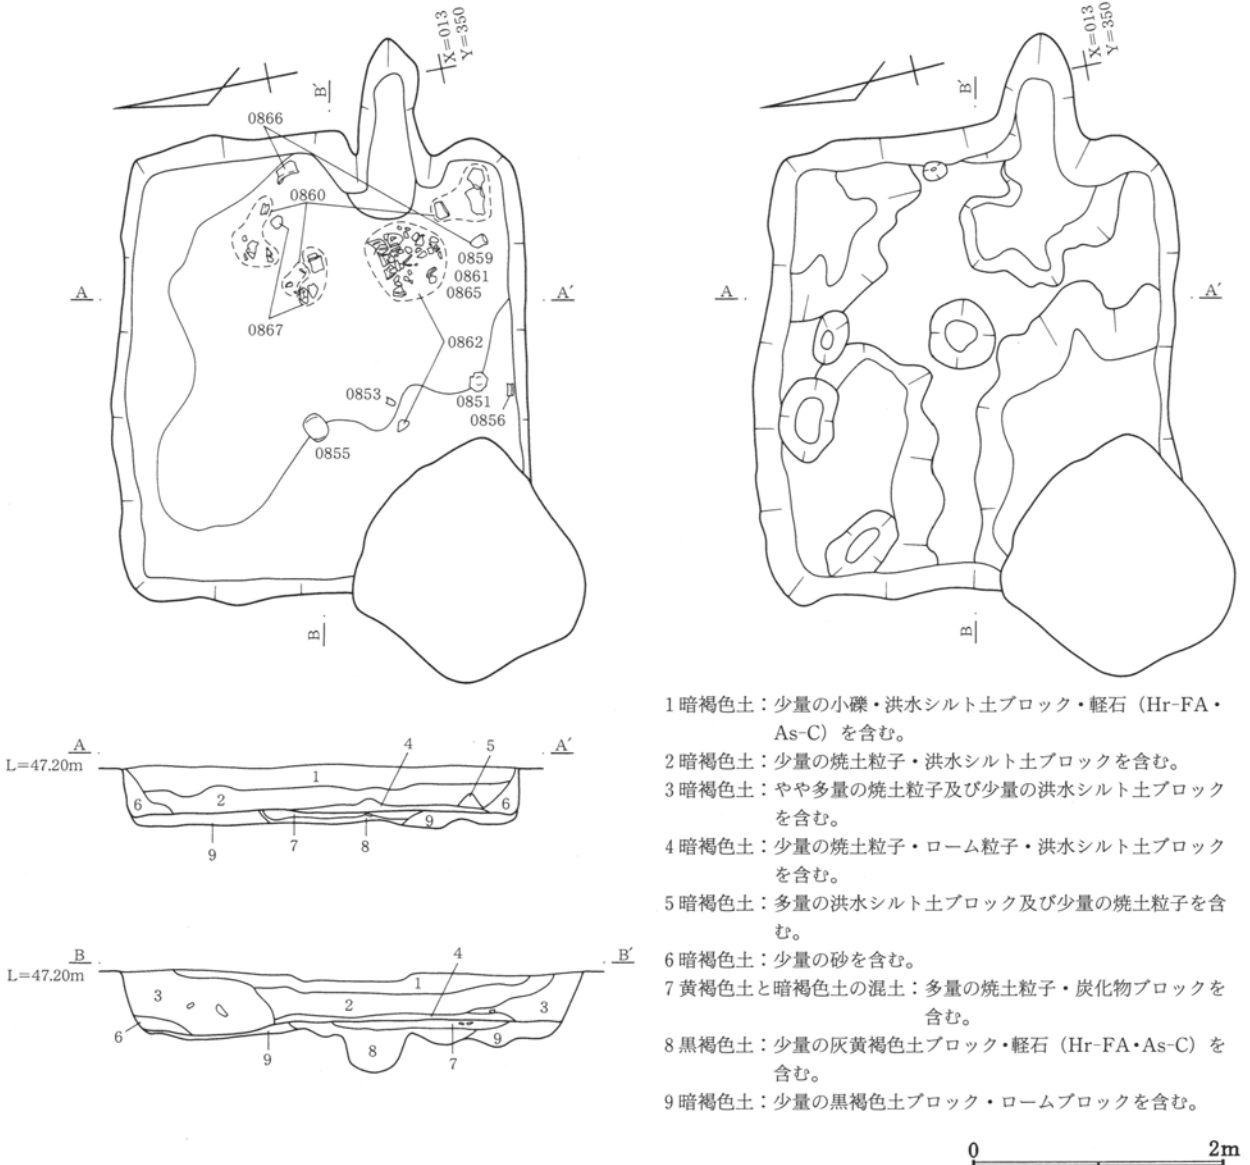 X=013
Y=350
B′
0866
0860
0859
0861
0865
A
A′
0867
0862
0853
0851
0856
0855
B
X=013
Y=350
B′
A
A′
B
A
A′
L=47.20m
4
5
1
2
6
6
9
7
8
9
B
B′
L=47.20m
4
1
3
2
3
6
9
8
7
9
1 暗褐色土：少量の小礫・洪水シルト土ブロック・軽石（Hr-FA・
As-C）を含む。
2 暗褐色土：少量の焼土粒子・洪水シルト土ブロックを含む。
3 暗褐色土：やや多量の焼土粒子及び少量の洪水シルト土ブロック
を含む。
4 暗褐色土：少量の焼土粒子・ローム粒子・洪水シルト土ブロック
を含む。
5 暗褐色土：多量の洪水シルト土ブロック及び少量の焼土粒子を含
む。
6 暗褐色土：少量の砂を含む。
7 黄褐色土と暗褐色土の混土：多量の焼土粒子・炭化物ブロックを
含む。
8 黒褐色土：少量の灰黄褐色土ブロック・軽石（Hr-FA・As-C）を
含む。
9 暗褐色土：少量の黒褐色土ブロック・ロームブロックを含む。
0 2m